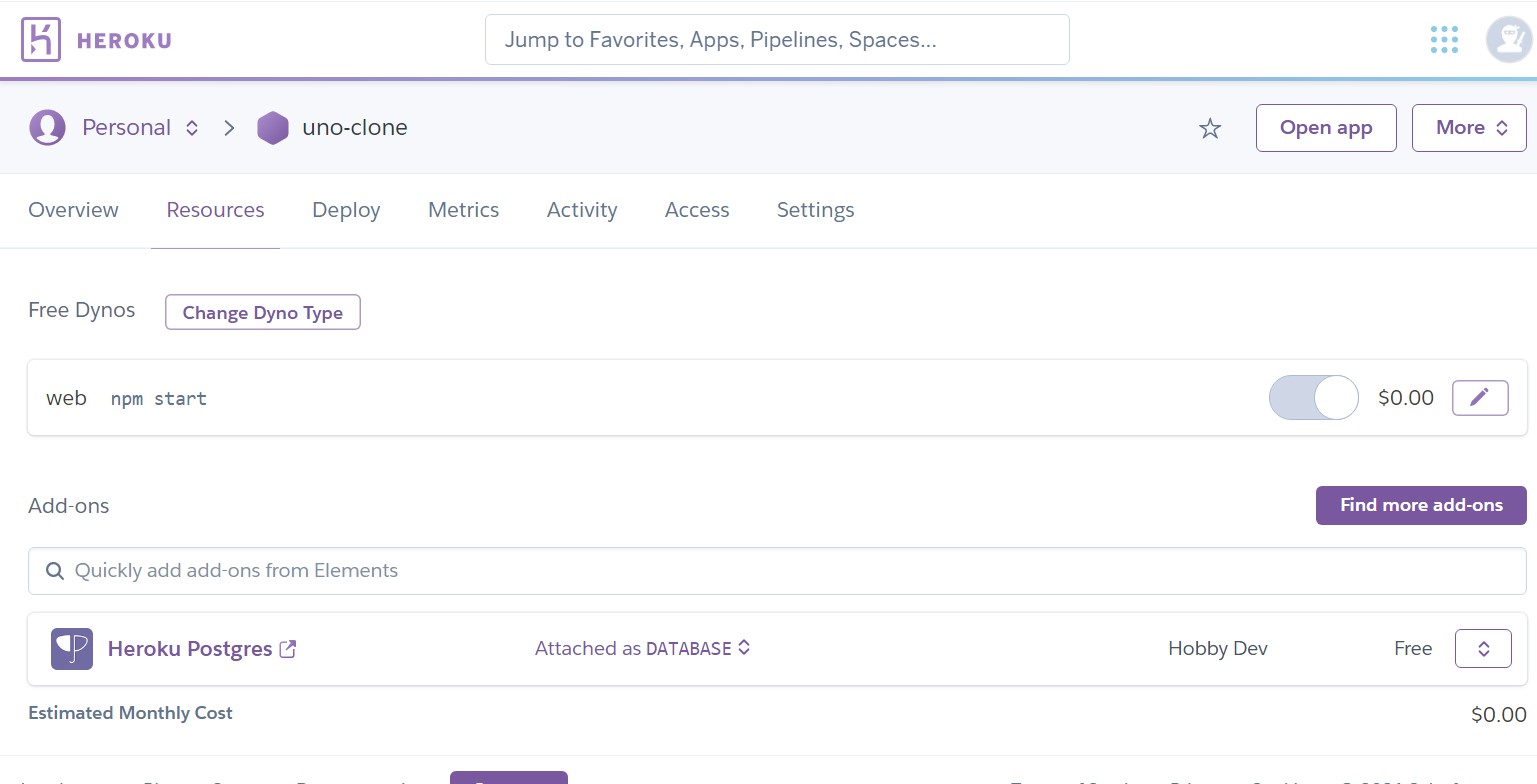 HEROKU
Jump to Favorites, Apps, Pipelines, Spaces...
Personal uno-clone Open app More
Overview Resources Deploy Metrics Activity Access Settings
Free Dynos Change Dyno Type
web npm start $0.00
Add-ons Find more add-ons
Quickly add add-ons from Elements
Heroku Postgres Attached as DATABASE Hobby Dev Free
Estimated Monthly Cost $0.00